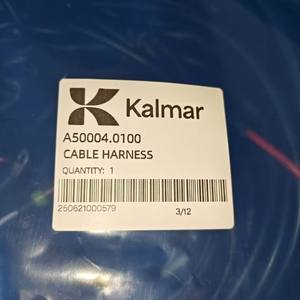 Kalmar
A50004.0100
CABLE HARNESS
QUANTITY: 1
250621000579
3/12